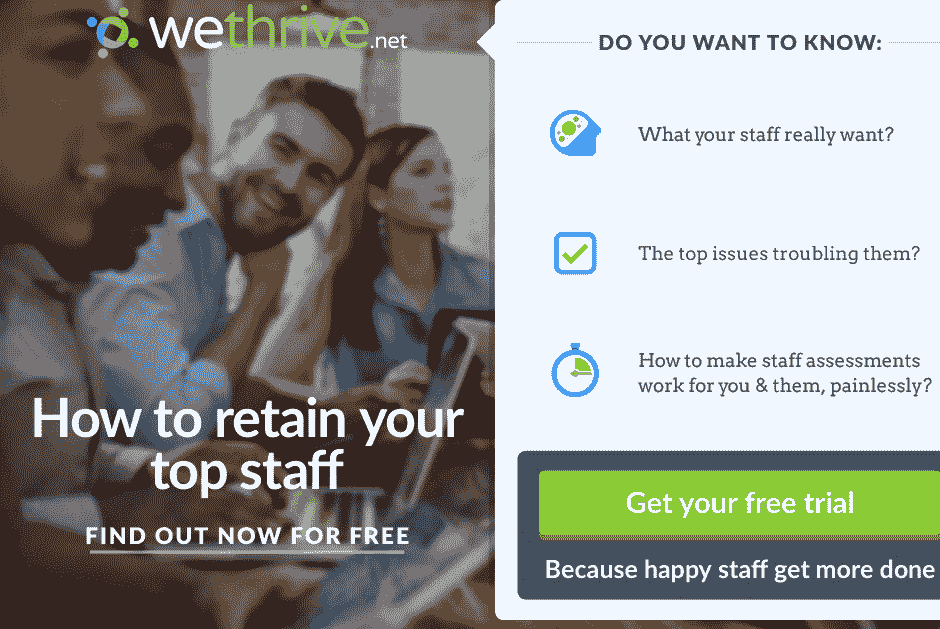 wethrive.net
How to retain your
top staff
FIND OUT NOW FOR FREE
DO YOU WANT TO KNOW:
What your staff really want?
The top issues troubling them?
How to make staff assessments
work for you & them, painlessly?
Get your free trial
Because happy staff get more done